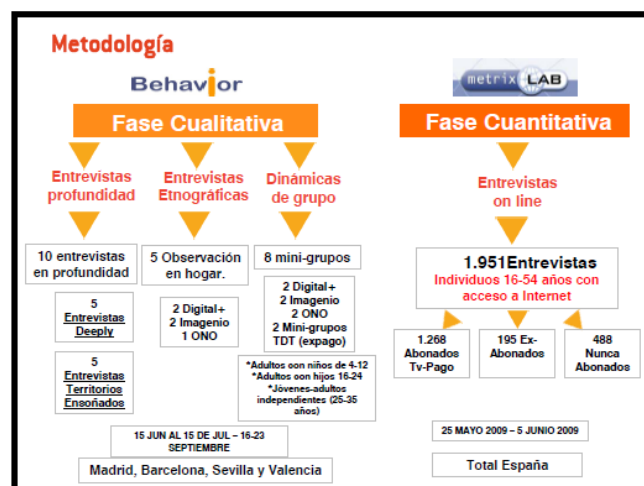 Metodología
Behavior
Fase Cualitativa
Entrevistas
profundidad
Entrevistas
Etnográficas
Dinámicas
de grupo
10 entrevistas
en profundidad
5 Observación
en hogar.
8 mini-grupos
5
Entrevistas
Deeply
2 Digital+
2 Imagenio
1 ONO
2 Digital+
2 Imagenio
2 ONO
2 Mini-grupos
TDT (expago)
5
Entrevistas
Territorios
Ensoñados
*Adultos con niños de 4-12
*Adultos con hijos 16-24
*Jóvenes-adultos
independientes (25-35
años)
15 JUN AL 15 DE JUL – 16-23
SEPTIEMBRE
Madrid, Barcelona, Sevilla y Valencia
metrixLAB
Fase Cuantitativa
Entrevistas
on line
1.951Entrevistas
Individuos 16-54 años con
acceso a Internet
1.268
Abonados
Tv-Pago
195 Ex-
Abonados
488
Nunca
Abonados
25 MAYO 2009 – 5 JUNIO 2009
Total España